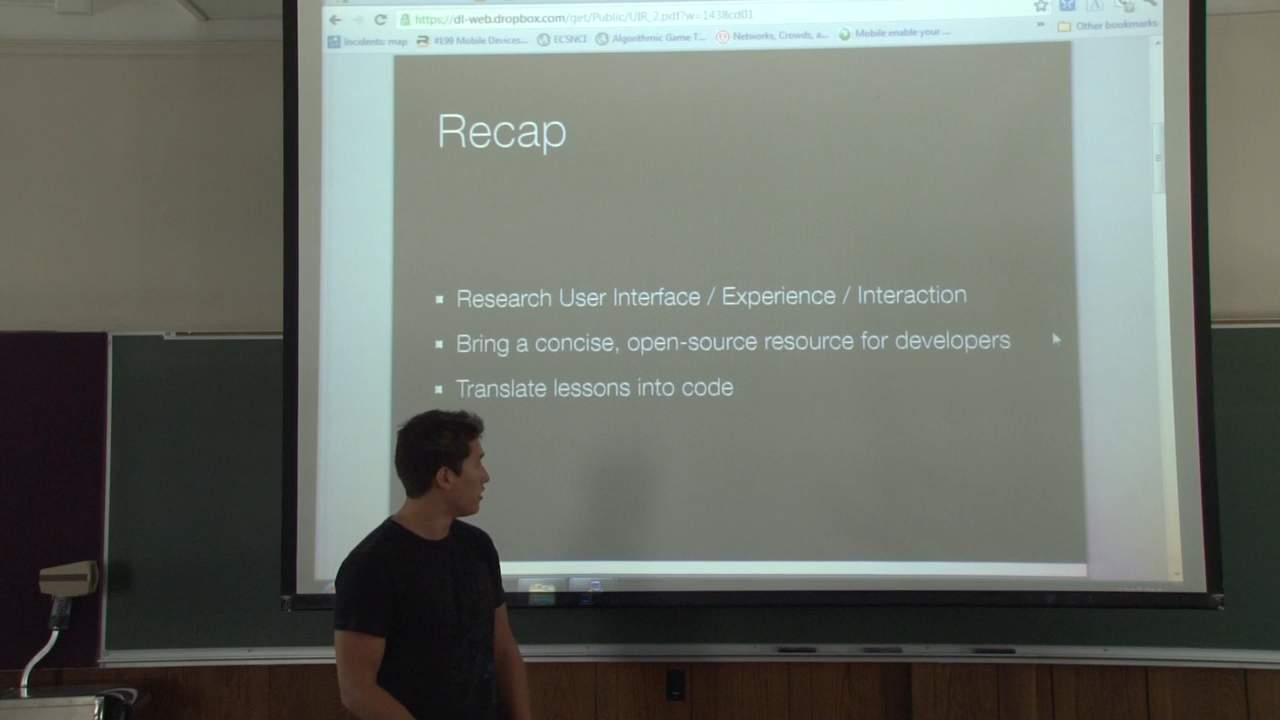 https://dl-web.dropbox.com/get/Public/UIR_2.pdf?w=1438cd01
Incidents: map #199 Mobile Devices... ECSNCI Algorithmic Game T... Networks, Crowds, a... Mobile enable your ... » Other bookmarks
Recap
Research User Interface / Experience / Interaction
Bring a concise, open-source resource for developers
Translate lessons into code